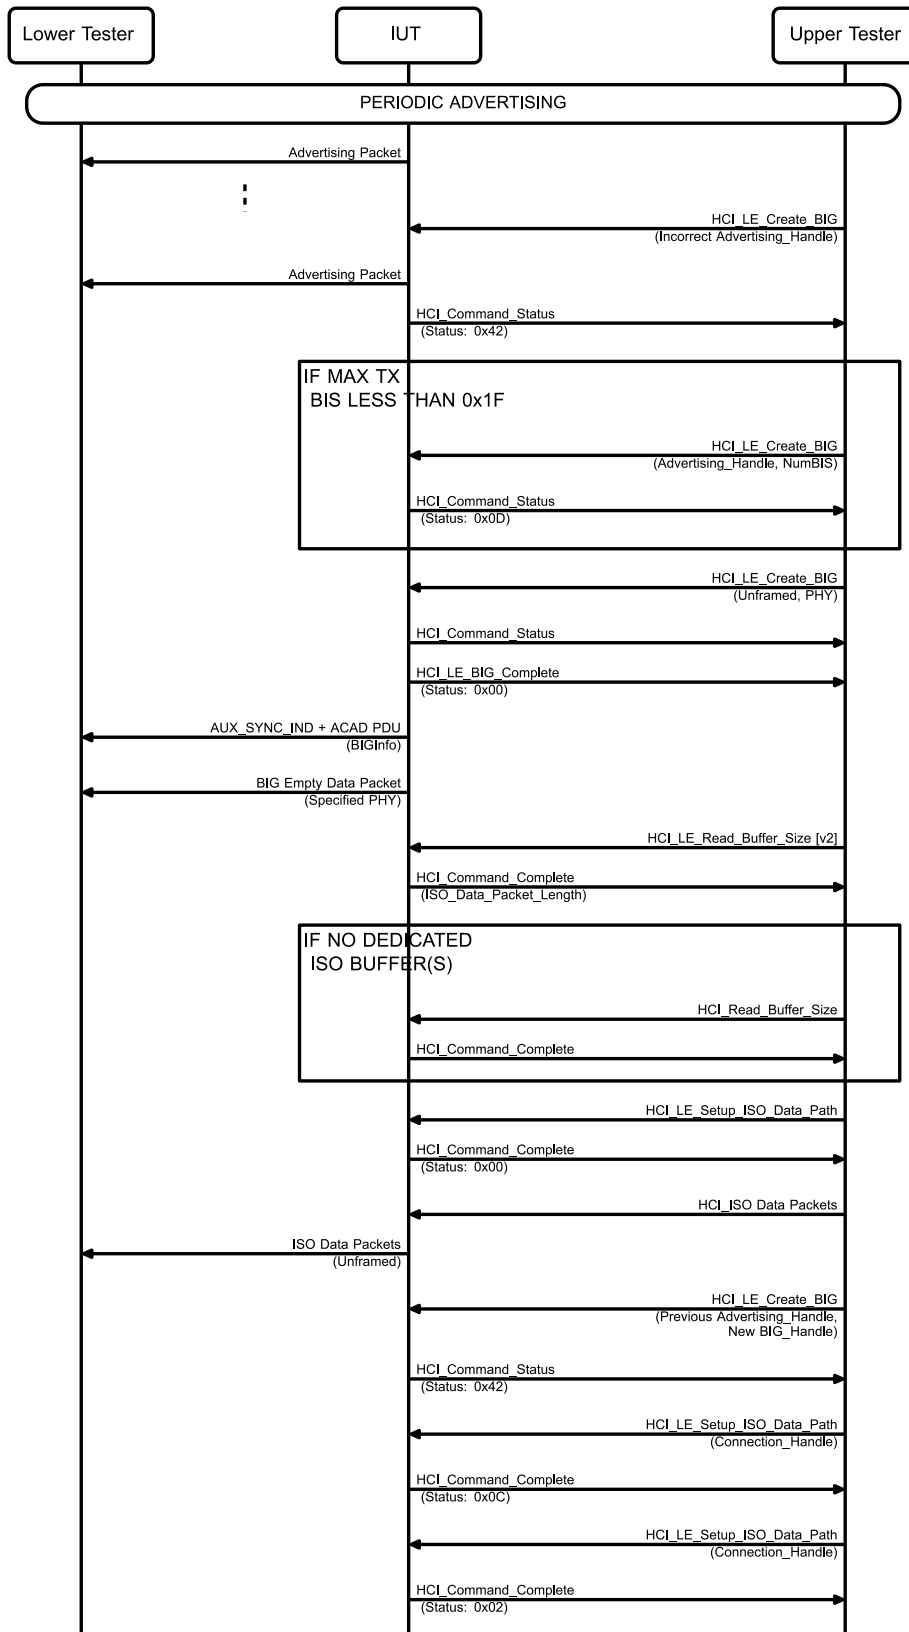 Lower Tester
IUT
Upper Tester
PERIODIC ADVERTISING
Advertising Packet
HCI_LE_Create_BIG
(Incorrect Advertising_Handle)
Advertising Packet
HCI_Command_Status
(Status: 0x42)
IF MAX TX
BIS LESS THAN 0x1F
HCI_LE_Create_BIG
(Advertising_Handle, NumBIS)
HCI_Command_Status
(Status: 0x0D)
HCI_LE_Create_BIG
(Unframed, PHY)
HCI_Command_Status
HCI_LE_BIG_Complete
(Status: 0x00)
AUX_SYNC_IND + ACAD PDU
(BIGInfo)
BIG Empty Data Packet
(Specified PHY)
HCI_LE_Read_Buffer_Size [v2]
HCI_Command_Complete
(ISO_Data_Packet_Length)
IF NO DEDICATED
ISO BUFFER(S)
HCI_Read_Buffer_Size
HCI_Command_Complete
HCI_LE_Setup_ISO_Data_Path
HCI_Command_Complete
(Status: 0x00)
HCI_ISO Data Packets
ISO Data Packets
(Unframed)
HCI_LE_Create_BIG
(Previous Advertising_Handle,
New BIG_Handle)
HCI_Command_Status
(Status: 0x42)
HCI_LE_Setup_ISO_Data_Path
(Connection_Handle)
HCI_Command_Complete
(Status: 0x0C)
HCI_LE_Setup_ISO_Data_Path
(Connection_Handle)
HCI_Command_Complete
(Status: 0x02)